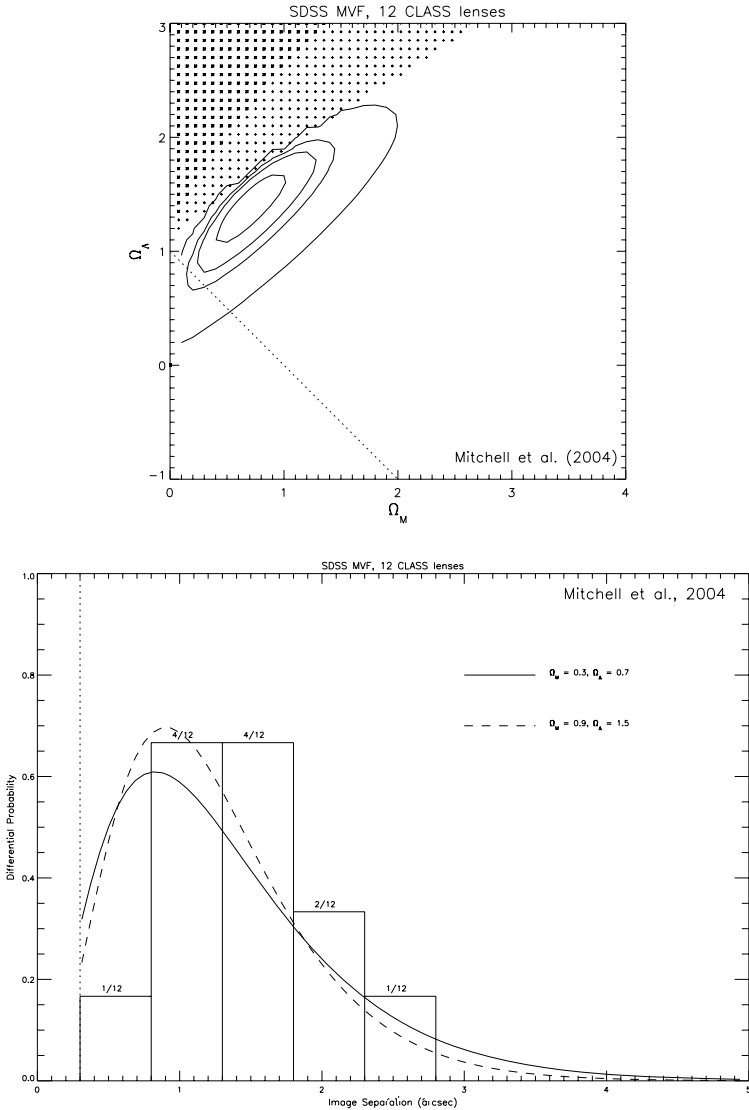 SDSS MVF, 12 CLASS lenses
3
2
1
0
−1
Ω_Λ
Mitchell et al. (2004)
0 1 2 3 4
Ω_M
SDSS MVF, 12 CLASS lenses
Mitchell et al., 2004
1.0
0.8
0.6
0.4
0.2
0.0
Differential Probability
Ω_M = 0.3, Ω_Λ = 0.7
Ω_M = 0.9, Ω_Λ = 1.5
4/12 4/12
2/12
1/12 1/12
0 1 2 3 4 5
Image Separation (arcsec)